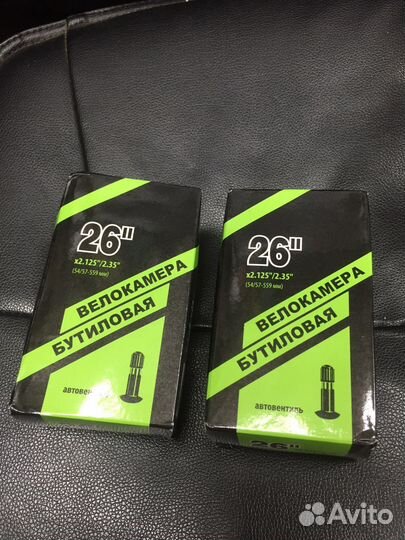 26"
x2.125"/2.35"
(54/57-559 мм)
ВЕЛОКАМЕРА
БУТИЛОВАЯ
автовентиль
26"
x2.125"/2.35"
(54/57-559 мм)
ВЕЛОКАМЕРА
БУТИЛОВАЯ
автовентиль
26"
Avito